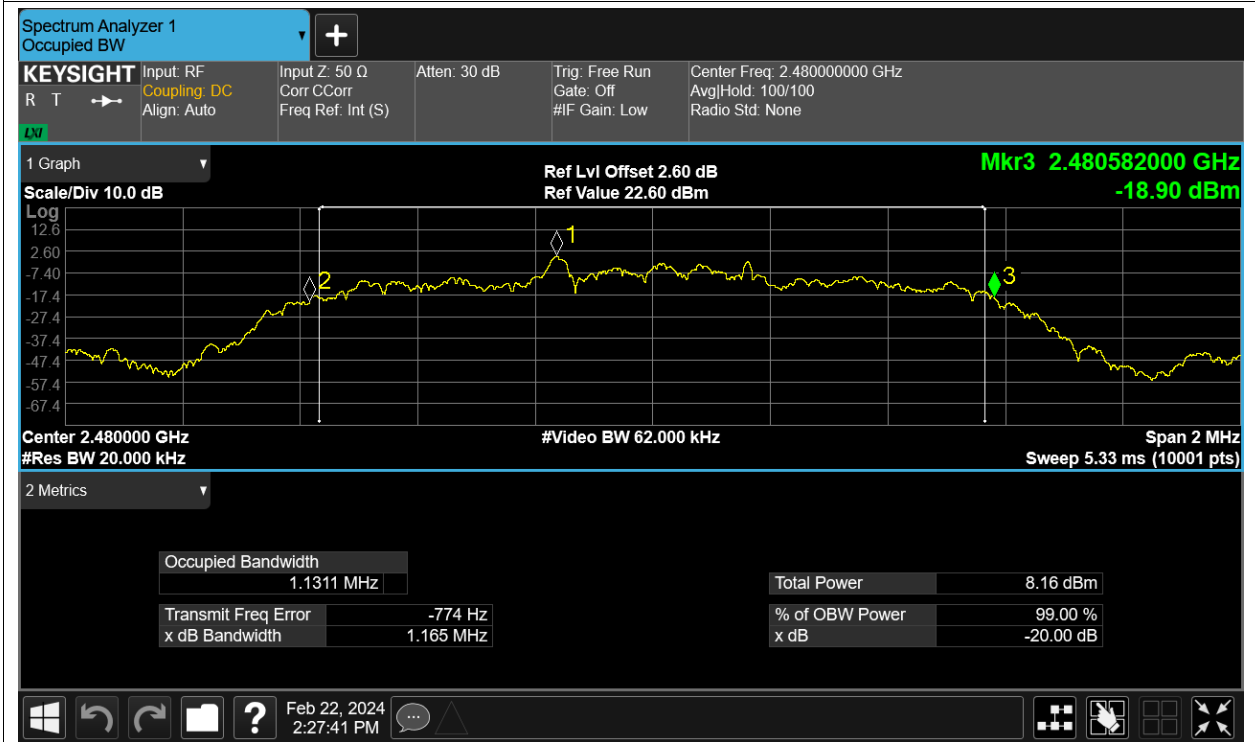 Spectrum Analyzer 1
Occupied BW
KEYSIGHT
R T
LXI
Input: RF
Coupling: DC
Align: Auto
Input Z: 50 Ω
Corr CCorr
Freq Ref: Int (S)
Atten: 30 dB
Trig: Free Run
Gate: Off
#IF Gain: Low
Center Freq: 2.480000000 GHz
Avg|Hold: 100/100
Radio Std: None
1 Graph
Scale/Div 10.0 dB
Ref Lvl Offset 2.60 dB
Ref Value 22.60 dBm
Mkr3 2.480582000 GHz
-18.90 dBm
Log
12.6
2.60
-7.40
-17.4
-27.4
-37.4
-47.4
-57.4
-67.4
1
2
3
Center 2.480000 GHz
#Video BW 62.000 kHz
Span 2 MHz
#Res BW 20.000 kHz
Sweep 5.33 ms (10001 pts)
2 Metrics
Occupied Bandwidth
1.1311 MHz
Transmit Freq Error -774 Hz
x dB Bandwidth 1.165 MHz
Total Power 8.16 dBm
% of OBW Power 99.00 %
x dB -20.00 dB
?
Feb 22, 2024
2:27:41 PM